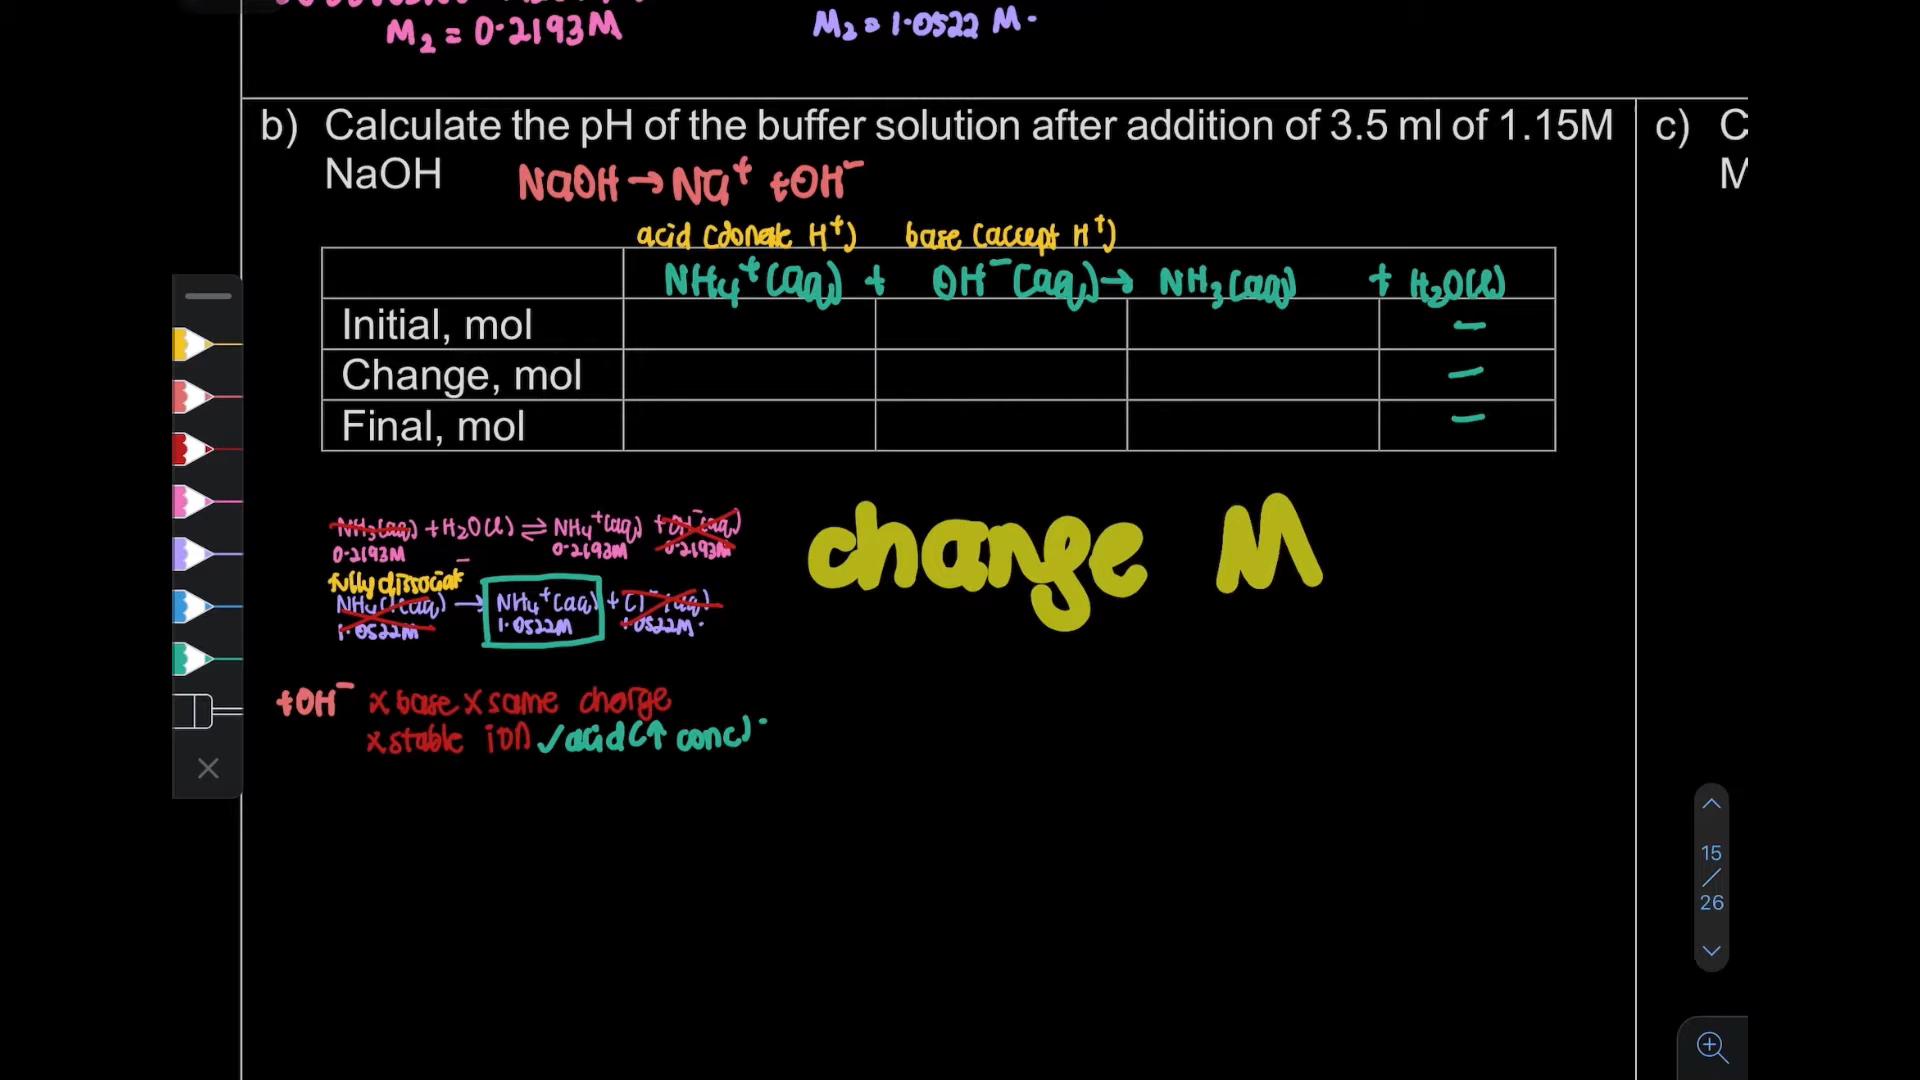 M₂ = 0.2193M
M₂ = 1.0522 M.
b) Calculate the pH of the buffer solution after addition of 3.5 ml of 1.15M
NaOH
NaOH → Na⁺ + OH⁻
c) C
M
acid (donate H⁺) base (accept H⁺)
NH₄⁺(aq) + OH⁻(aq) → NH₃(aq) + H₂O(l)
Initial, mol –
Change, mol –
Final, mol –
NH₃(aq) + H₂O(l) ⇌ NH₄⁺(aq) + OH⁻(aq)
0.2193M 0.2193M 0.2193M
fully dissociate
NH₄Cl(aq) → NH₄⁺(aq) + Cl⁻(aq)
1.0522M 1.0522M 1.0522M.
change M
+OH⁻ x base x same charge
x stable ion ✓acid (↑ conc)
15
/
26